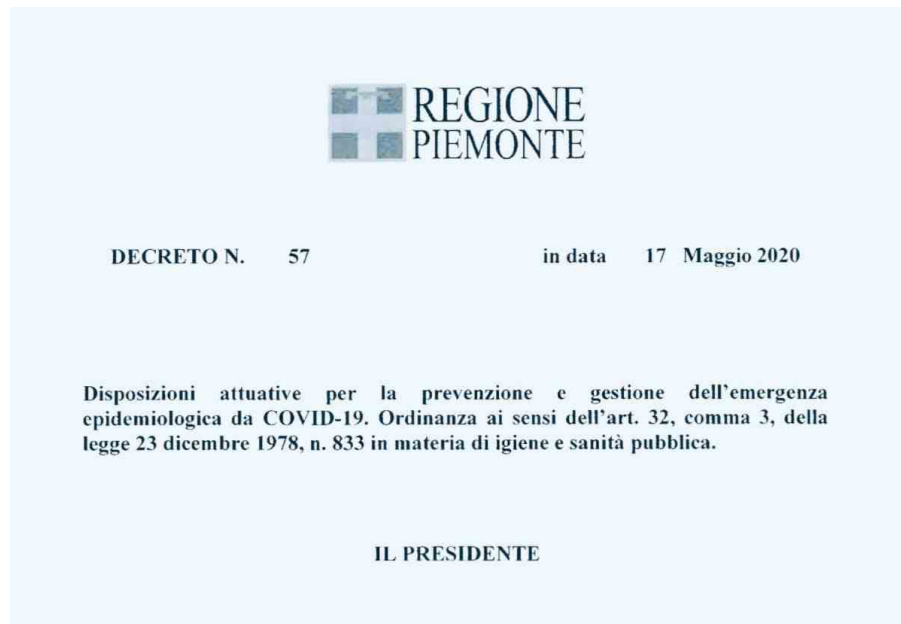 REGIONE
PIEMONTE
DECRETO N. 57 in data 17 Maggio 2020
Disposizioni attuative per la prevenzione e gestione dell'emergenza
epidemiologica da COVID-19. Ordinanza ai sensi dell'art. 32, comma 3, della
legge 23 dicembre 1978, n. 833 in materia di igiene e sanità pubblica.
IL PRESIDENTE